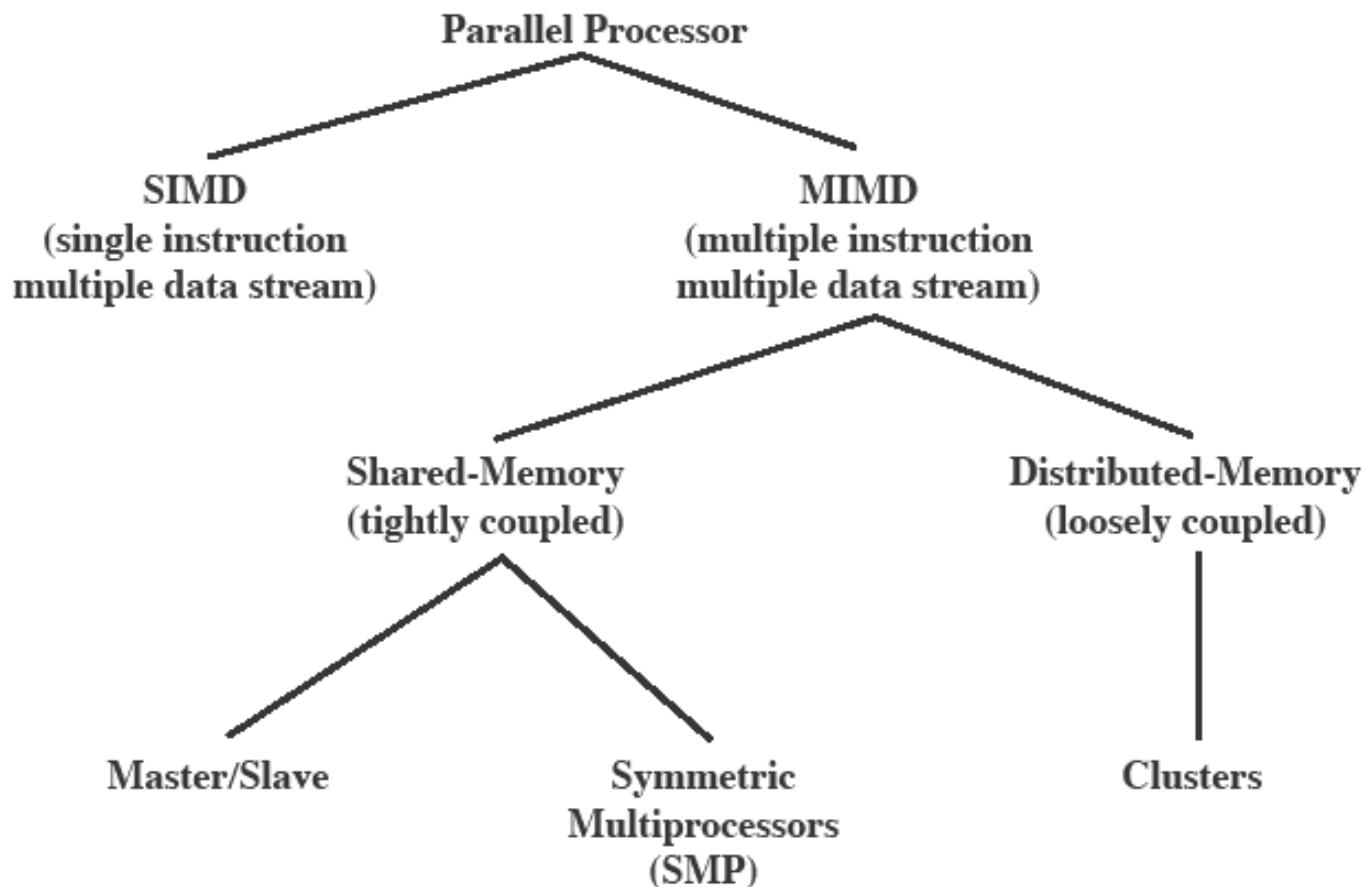 Parallel Processor
SIMD
(single instruction
multiple data stream)
MIMD
(multiple instruction
multiple data stream)
Shared-Memory
(tightly coupled)
Distributed-Memory
(loosely coupled)
Master/Slave
Symmetric
Multiprocessors
(SMP)
Clusters